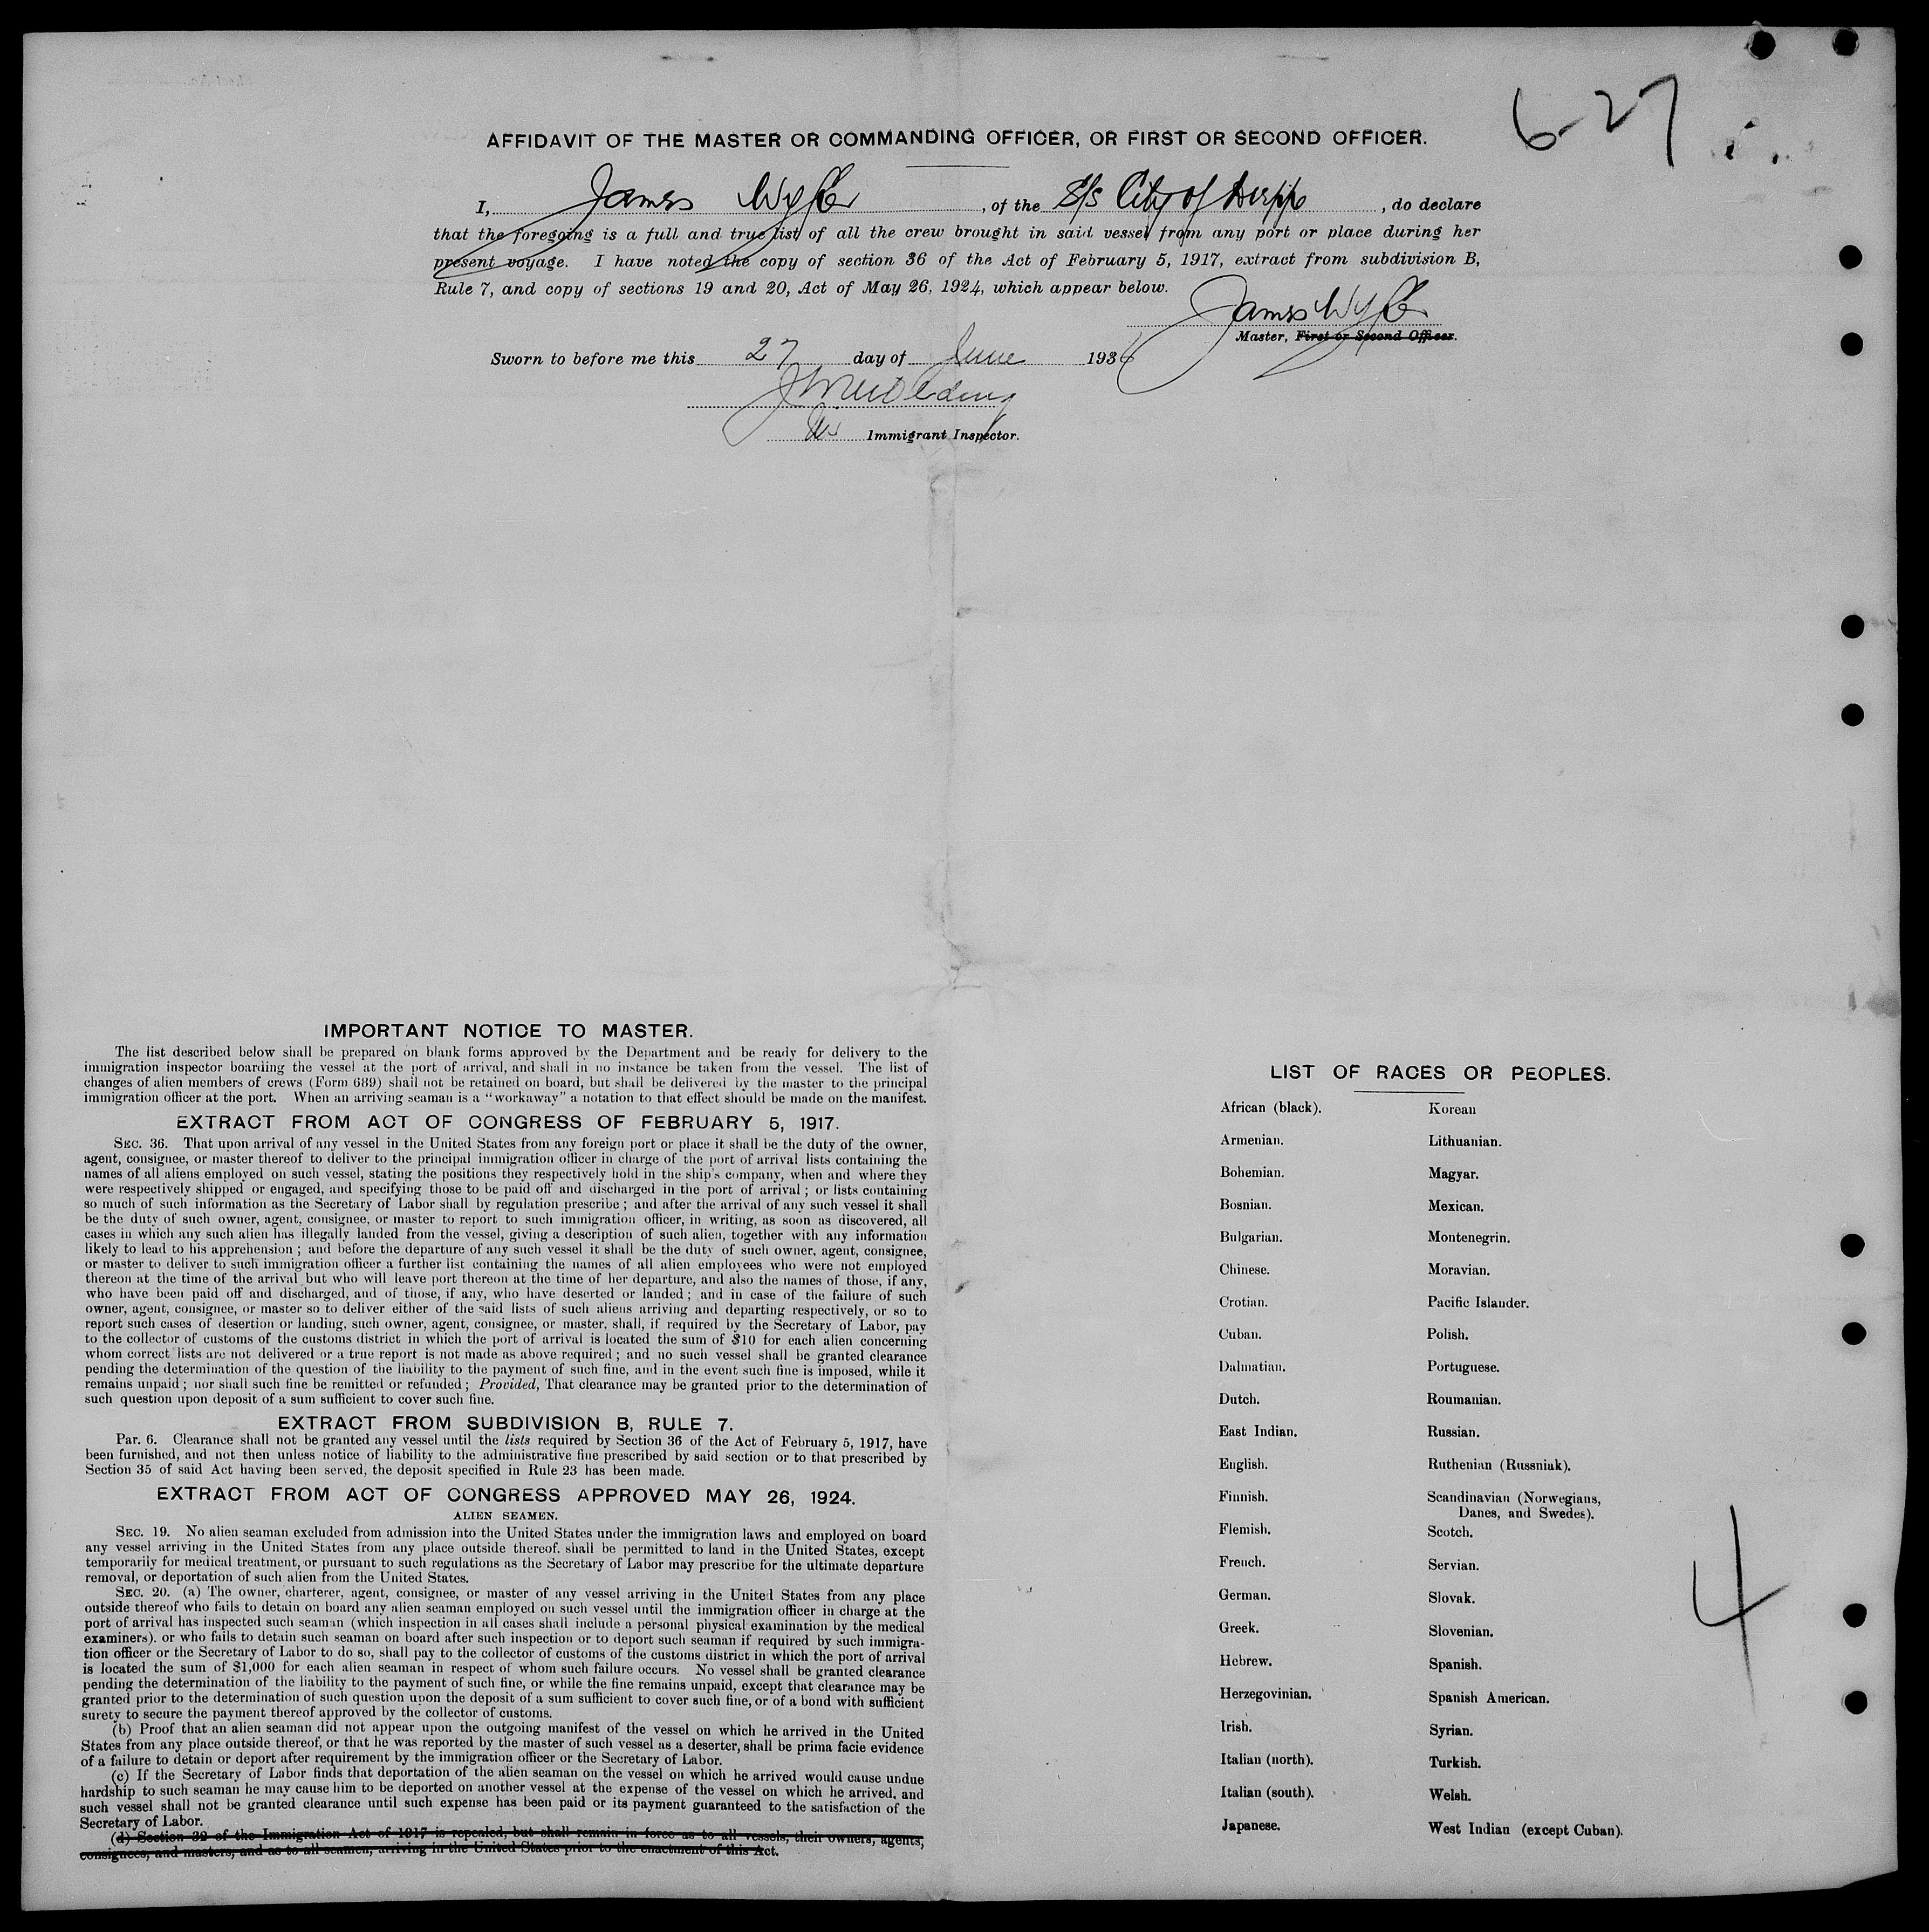 6-27
AFFIDAVIT OF THE MASTER OR COMMANDING OFFICER, OR FIRST OR SECOND OFFICER.
I, James , of the S/s City of , do declare
that the foregoing is a full and true list of all the crew brought in said vessel from any port or place during her
present voyage. I have noted the copy of section 36 of the Act of February 5, 1917, extract from subdivision B,
Rule 7, and copy of sections 19 and 20, Act of May 26, 1924, which appear below.
James
Master, First or Second Officer.
Sworn to before me this 27 day of June 1936
Immigrant Inspector.
IMPORTANT NOTICE TO MASTER.
The list described below shall be prepared on blank forms approved by the Department and be ready for delivery to the
immigration inspector boarding the vessel at the port of arrival, and shall in no instance be taken from the vessel. The list of
changes of alien members of crews (Form 689) shall not be retained on board, but shall be delivered by the master to the principal
immigration officer at the port. When an arriving seaman is a "workaway" a notation to that effect should be made on the manifest.
EXTRACT FROM ACT OF CONGRESS OF FEBRUARY 5, 1917.
SEC. 36. That upon arrival of any vessel in the United States from any foreign port or place it shall be the duty of the owner,
agent, consignee, or master thereof to deliver to the principal immigration officer in charge of the port of arrival lists containing the
names of all aliens employed on such vessel, stating the positions they respectively hold in the ship's company, when and where they
were respectively shipped or engaged, and specifying those to be paid off and discharged in the port of arrival; or lists containing
so much of such information as the Secretary of Labor shall by regulation prescribe; and after the arrival of any such vessel it shall
be the duty of such owner, agent, consignee, or master to report to such immigration officer, in writing, as soon as discovered, all
cases in which any such alien has illegally landed from the vessel, giving a description of such alien, together with any information
likely to lead to his apprehension; and before the departure of any such vessel it shall be the duty of such owner, agent, consignee,
or master to deliver to such immigration officer a further list containing the names of all alien employees who were not employed
thereon at the time of the arrival but who will leave port thereon at the time of her departure, and also the names of those, if any,
who have been paid off and discharged, and of those, if any, who have deserted or landed; and in case of the failure of such
owner, agent, consignee, or master so to deliver either of the said lists of such aliens arriving and departing respectively, or so to
report such cases of desertion or landing, such owner, agent, consignee, or master, shall, if required by the Secretary of Labor, pay
to the collector of customs of the customs district in which the port of arrival is located the sum of $10 for each alien concerning
whom correct lists are not delivered or a true report is not made as above required; and no such vessel shall be granted clearance
pending the determination of the question of the liability to the payment of such fine, and in the event such fine is imposed, while it
remains unpaid; nor shall such fine be remitted or refunded; Provided, That clearance may be granted prior to the determination of
such question upon deposit of a sum sufficient to cover such fine.
EXTRACT FROM SUBDIVISION B, RULE 7.
Par. 6. Clearance shall not be granted any vessel until the lists required by Section 36 of the Act of February 5, 1917, have
been furnished, and not then unless notice of liability to the administrative fine prescribed by said section or to that prescribed by
Section 35 of said Act having been served, the deposit specified in Rule 23 has been made.
EXTRACT FROM ACT OF CONGRESS APPROVED MAY 26, 1924.
ALIEN SEAMEN.
SEC. 19. No alien seaman excluded from admission into the United States under the immigration laws and employed on board
any vessel arriving in the United States from any place outside thereof, shall be permitted to land in the United States, except
temporarily for medical treatment, or pursuant to such regulations as the Secretary of Labor may prescribe for the ultimate departure
removal, or deportation of such alien from the United States.
SEC. 20. (a) The owner, charterer, agent, consignee, or master of any vessel arriving in the United States from any place
outside thereof who fails to detain on board any alien seaman employed on such vessel until the immigration officer in charge at the
port of arrival has inspected such seaman (which inspection in all cases shall include a personal physical examination by the medical
examiners), or who fails to detain such seaman on board after such inspection or to deport such seaman if required by such immigra-
tion officer or the Secretary of Labor to do so, shall pay to the collector of customs of the customs district in which the port of arrival
is located the sum of $1,000 for each alien seaman in respect of whom such failure occurs. No vessel shall be granted clearance
pending the determination of the liability to the payment of such fine, or while the fine remains unpaid, except that clearance may be
granted prior to the determination of such question upon the deposit of a sum sufficient to cover such fine, or of a bond with sufficient
surety to secure the payment thereof approved by the collector of customs.
(b) Proof that an alien seaman did not appear upon the outgoing manifest of the vessel on which he arrived in the United
States from any place outside thereof, or that he was reported by the master of such vessel as a deserter, shall be prima facie evidence
of a failure to detain or deport after requirement by the immigration officer or the Secretary of Labor.
(c) If the Secretary of Labor finds that deportation of the alien seaman on the vessel on which he arrived would cause undue
hardship to such seaman he may cause him to be deported on another vessel at the expense of the vessel on which he arrived, and
such vessel shall not be granted clearance until such expense has been paid or its payment guaranteed to the satisfaction of the
Secretary of Labor.
(d) Section 32 of the Immigration Act of 1917 is repealed, but shall remain in force as to all vessels, their owners, agents,
consignees, and masters, and as to all seamen, arriving in the United States prior to the enactment of this Act.
LIST OF RACES OR PEOPLES.
African (black).
Armenian.
Bohemian.
Bosnian.
Bulgarian.
Chinese.
Crotian.
Cuban.
Dalmatian.
Dutch.
East Indian.
English.
Finnish.
Flemish.
French.
German.
Greek.
Hebrew.
Herzegovinian.
Irish.
Italian (north).
Italian (south).
Japanese.
Korean
Lithuanian.
Magyar.
Mexican.
Montenegrin.
Moravian.
Pacific Islander.
Polish.
Portuguese.
Roumanian.
Russian.
Ruthenian (Russniak).
Scandinavian (Norwegians,
Danes, and Swedes).
Scotch.
Servian.
Slovak.
Slovenian.
Spanish.
Spanish American.
Syrian.
Turkish.
Welsh.
West Indian (except Cuban).
4